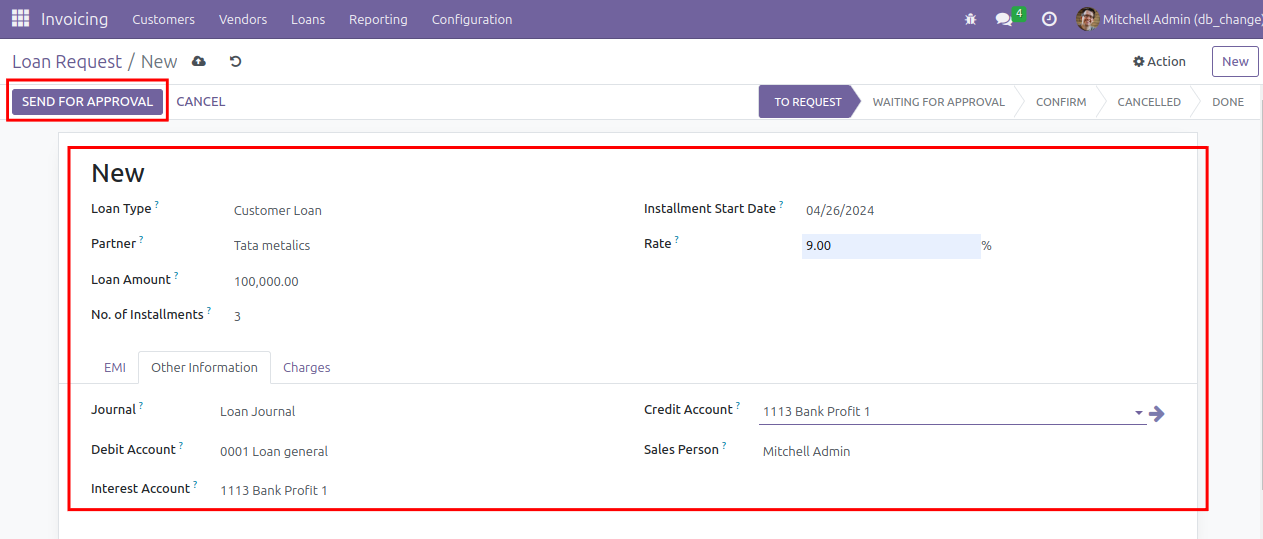 Invoicing Customers Vendors Loans Reporting Configuration 4 Mitchell Admin (db_change)
Loan Request / New Action New
SEND FOR APPROVAL CANCEL TO REQUEST WAITING FOR APPROVAL CONFIRM CANCELLED DONE
New
Loan Type ? Customer Loan Installment Start Date ? 04/26/2024
Partner ? Tata metalics Rate ? 9.00 %
Loan Amount ? 100,000.00
No. of Installments ? 3
EMI Other Information Charges
Journal ? Loan Journal Credit Account ? 1113 Bank Profit 1
Debit Account ? 0001 Loan general Sales Person ? Mitchell Admin
Interest Account ? 1113 Bank Profit 1